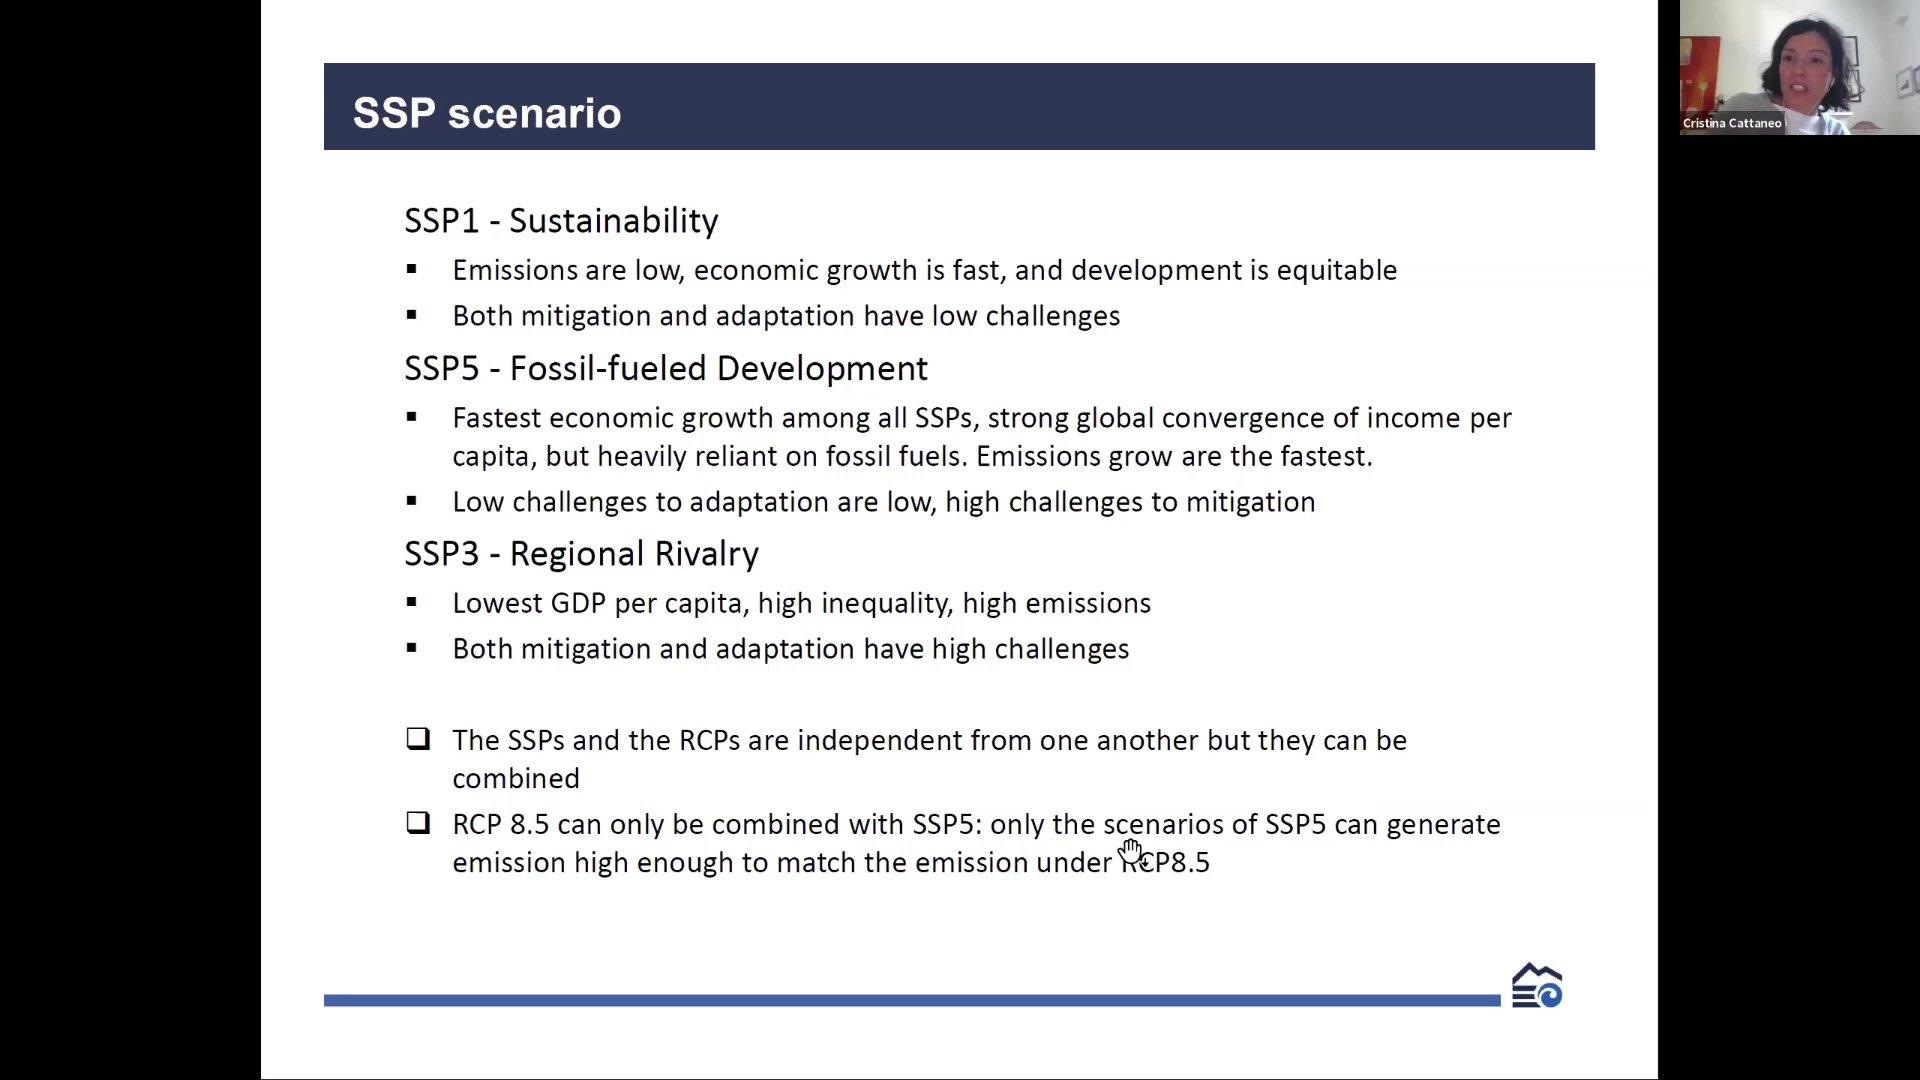 SSP scenario
Cristina Cattaneo
SSP1 - Sustainability
▪ Emissions are low, economic growth is fast, and development is equitable
▪ Both mitigation and adaptation have low challenges
SSP5 - Fossil-fueled Development
▪ Fastest economic growth among all SSPs, strong global convergence of income per
capita, but heavily reliant on fossil fuels. Emissions grow are the fastest.
▪ Low challenges to adaptation are low, high challenges to mitigation
SSP3 - Regional Rivalry
▪ Lowest GDP per capita, high inequality, high emissions
▪ Both mitigation and adaptation have high challenges
❑ The SSPs and the RCPs are independent from one another but they can be
combined
❑ RCP 8.5 can only be combined with SSP5: only the scenarios of SSP5 can generate
emission high enough to match the emission under RCP8.5